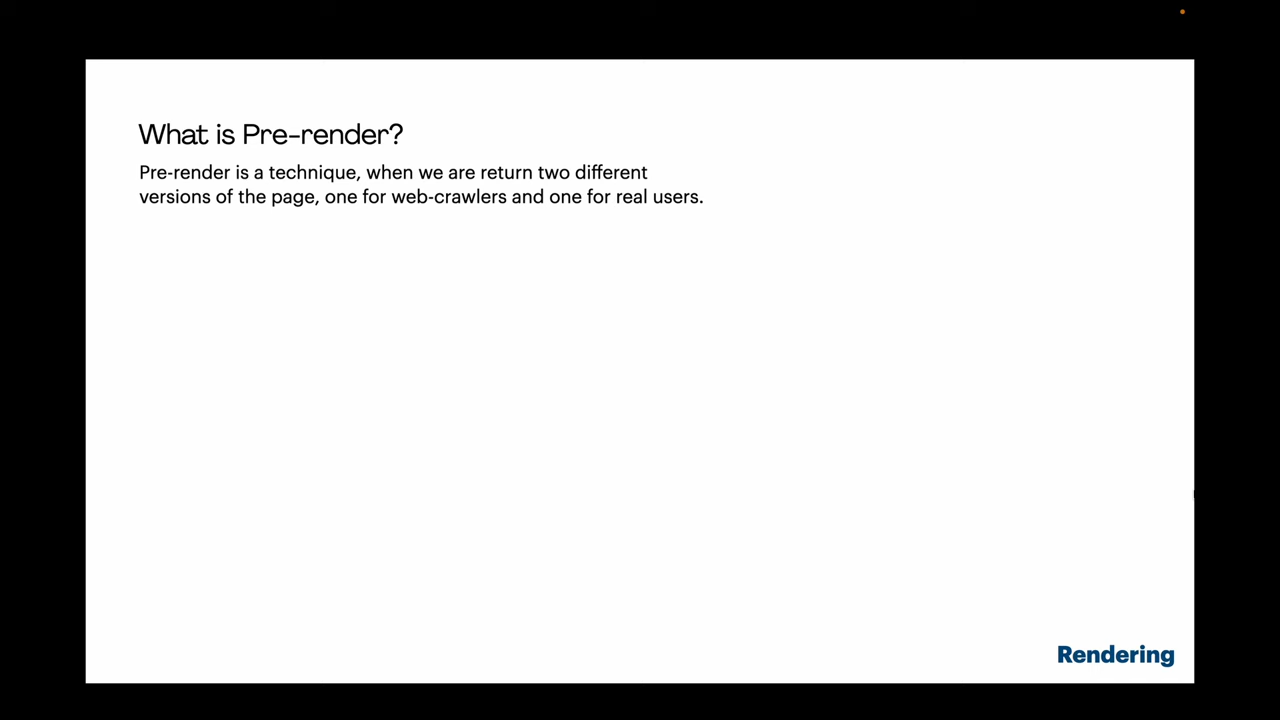 What is Pre-render?
Pre-render is a technique, when we are return two different
versions of the page, one for web-crawlers and one for real users.
Rendering